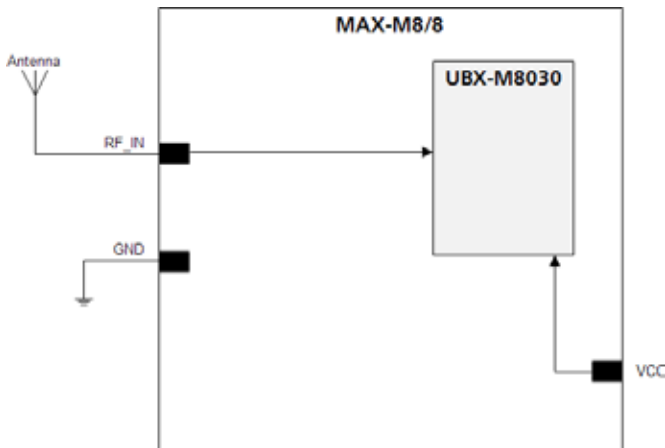 MAX-M8/8
Antenna
UBX-M8030
RF_IN
GND
VCC